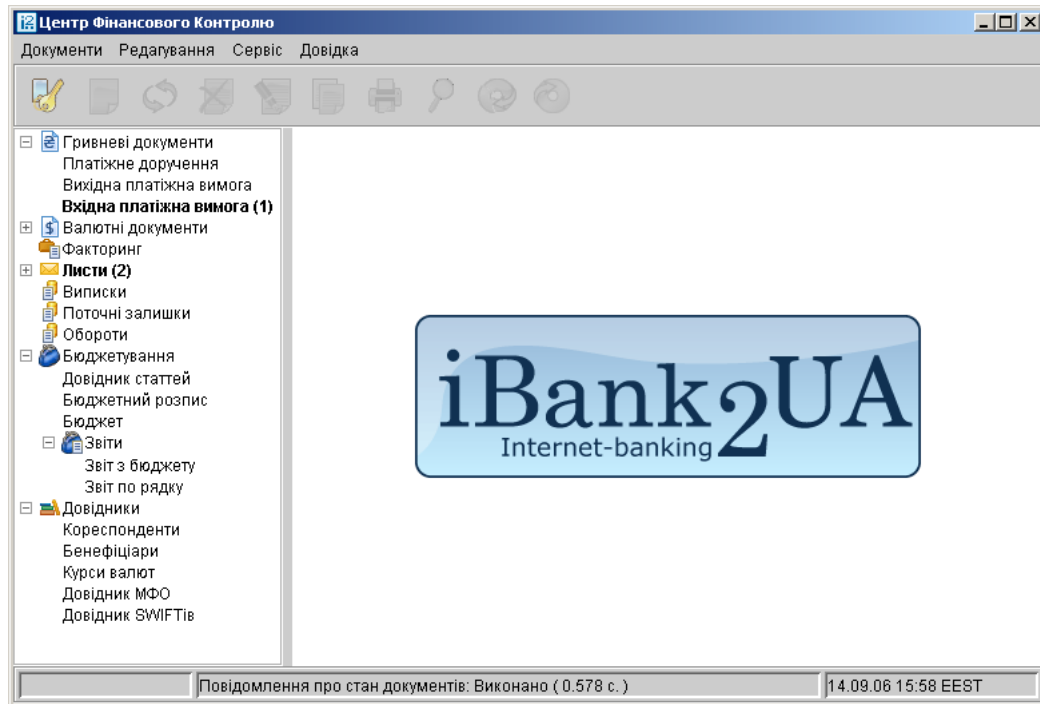 Центр Фінансового Контролю
Документи Редагування Сервіс Довідка
Гривневі документи
Платіжне доручення
Вихідна платіжна вимога
Вхідна платіжна вимога (1)
Валютні документи
Факторинг
Листи (2)
Виписки
Поточні залишки
Обороти
Бюджетування
Довідник статтей
Бюджетний розпис
Бюджет
Звіти
Звіт з бюджету
Звіт по рядку
Довідники
Кореспонденти
Бенефіціари
Курси валют
Довідник МФО
Довідник SWIFTів
iBank2UA
Internet-banking
Повідомлення про стан документів: Виконано ( 0.578 с. )
14.09.06 15:58 EEST